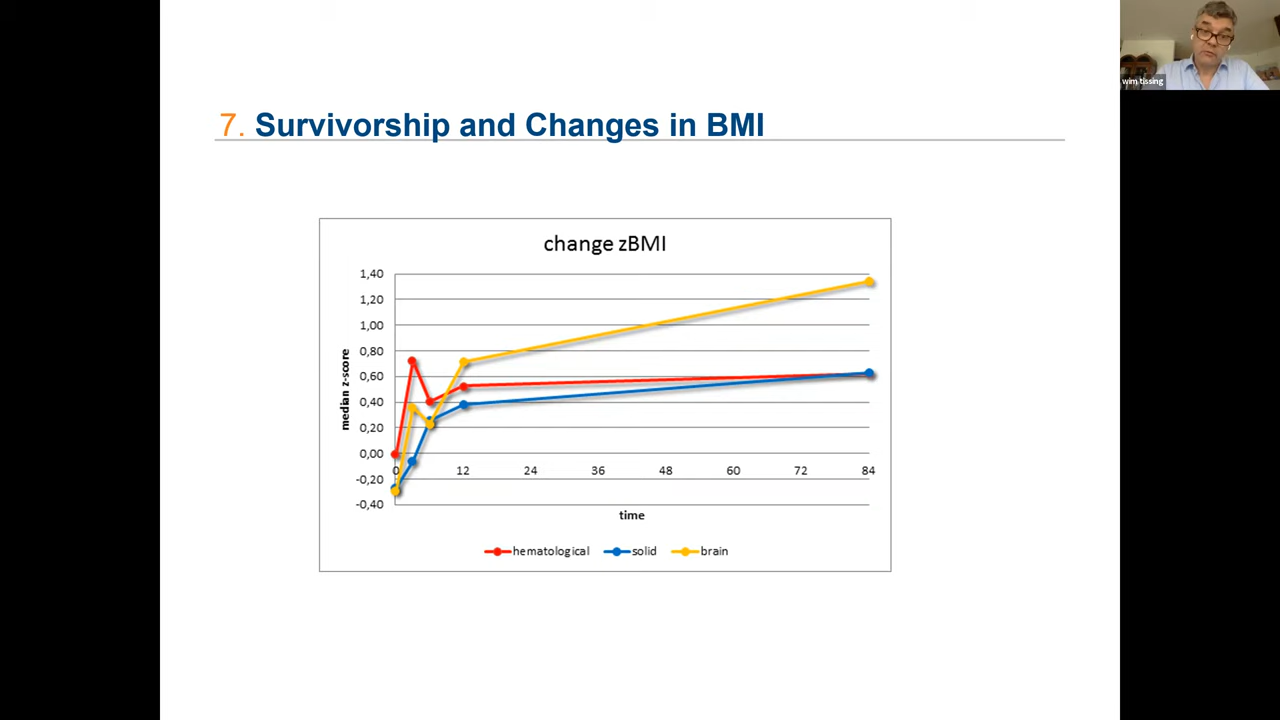 wim tissing
7. Survivorship and Changes in BMI
change zBMI
1,40
1,20
1,00
0,80
0,60
0,40
0,20
0,00
-0,20
-0,40
median z-score
0 12 24 36 48 60 72 84
time
hematological solid brain